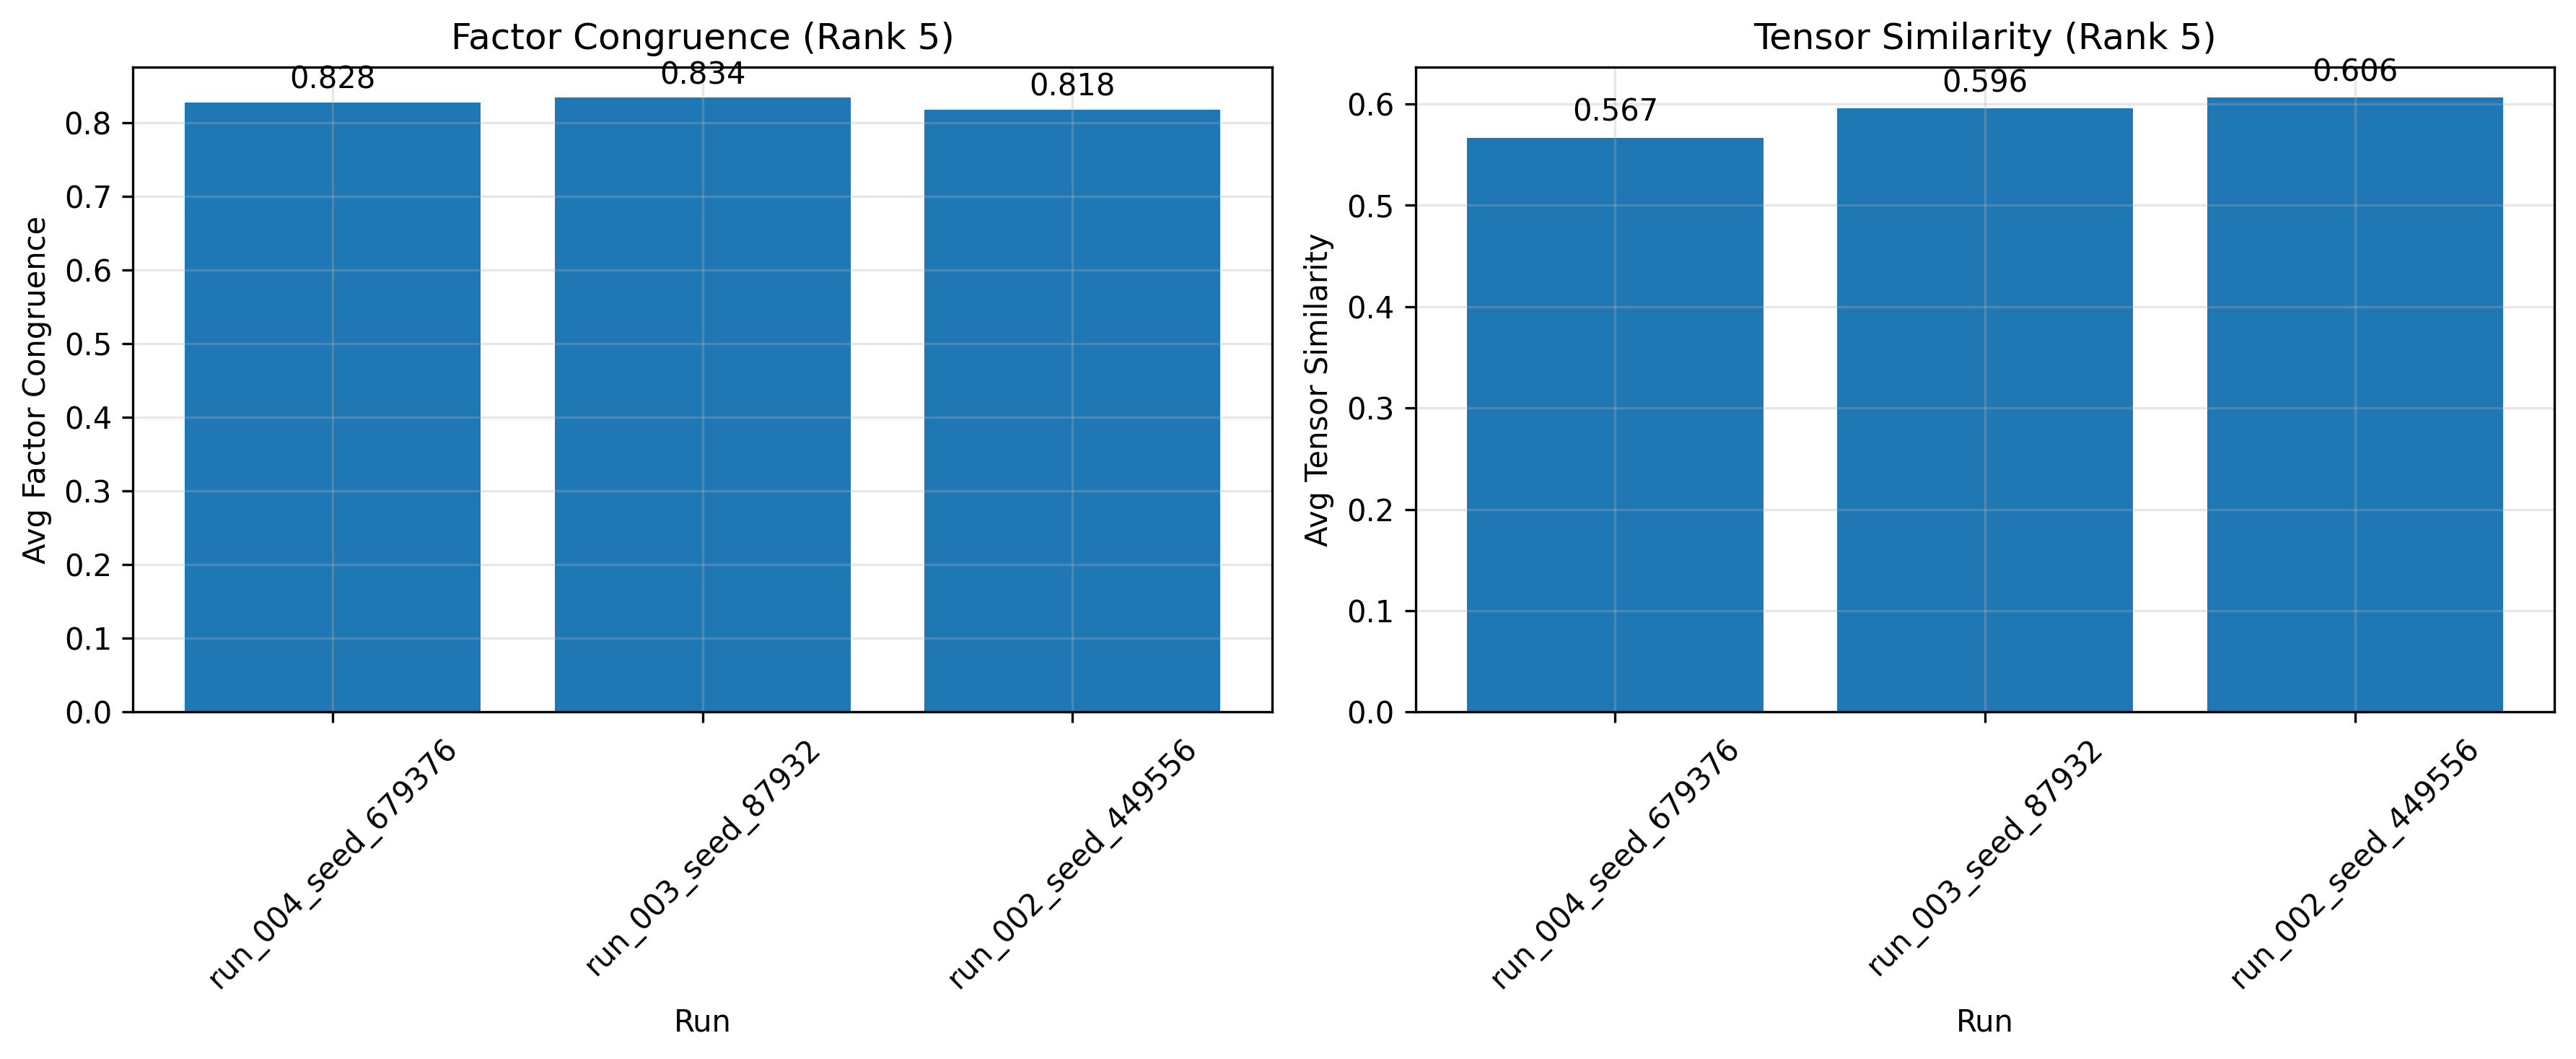 Factor Congruence (Rank 5)
0.828
0.834
0.818
Avg Factor Congruence
0.8
0.7
0.6
0.5
0.4
0.3
0.2
0.1
0.0
run_004_seed_679376
run_003_seed_87932
run_002_seed_449556
Run
Tensor Similarity (Rank 5)
0.567
0.596
0.606
Avg Tensor Similarity
0.6
0.5
0.4
0.3
0.2
0.1
0.0
run_004_seed_679376
run_003_seed_87932
run_002_seed_449556
Run